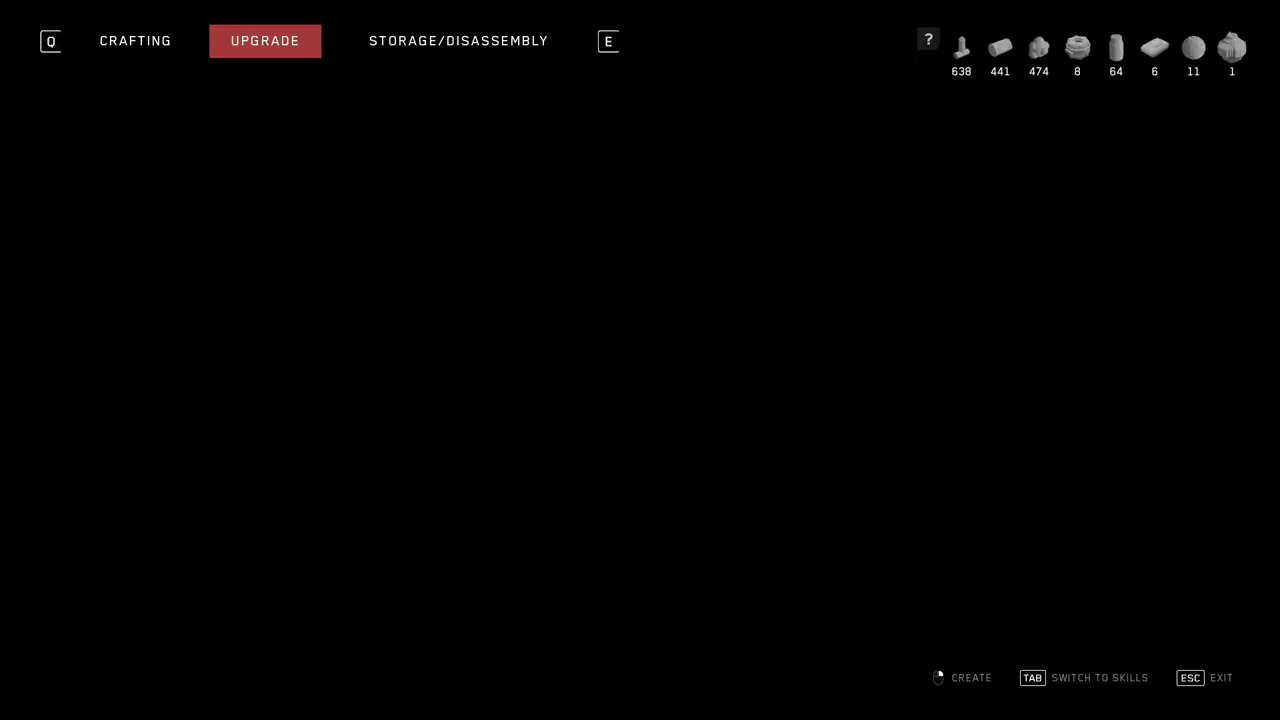 Q CRAFTING UPGRADE STORAGE/DISASSEMBLY E ?
638 441 474 8 64 6 11 1
CREATE TAB SWITCH TO SKILLS ESC EXIT